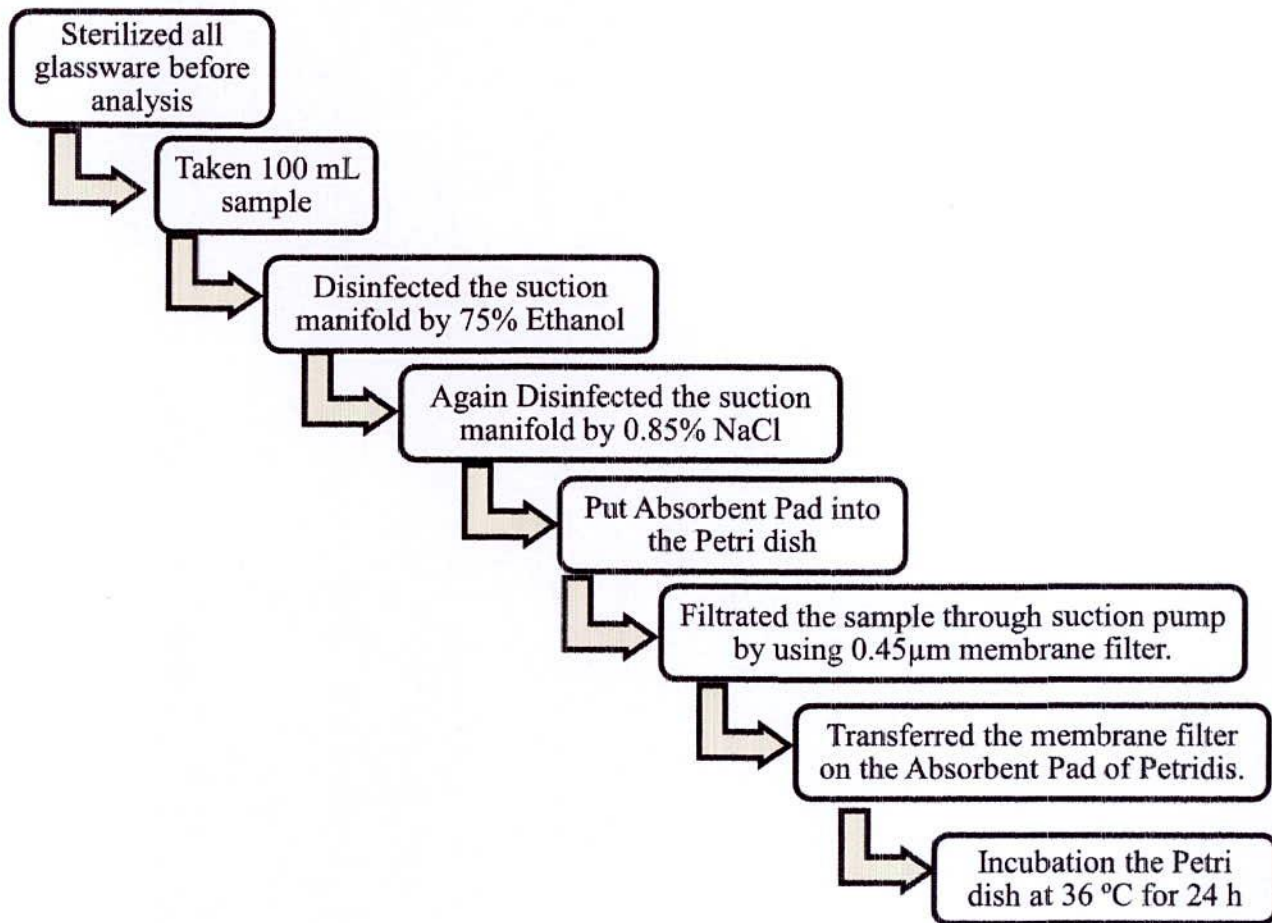 Sterilized all
glassware before
analysis
Taken 100 mL
sample
Disinfected the suction
manifold by 75% Ethanol
Again Disinfected the suction
manifold by 0.85% NaCl
Put Absorbent Pad into
the Petri dish
Filtrated the sample through suction pump
by using 0.45µm membrane filter.
Transferred the membrane filter
on the Absorbent Pad of Petridis.
Incubation the Petri
dish at 36 ºC for 24 h